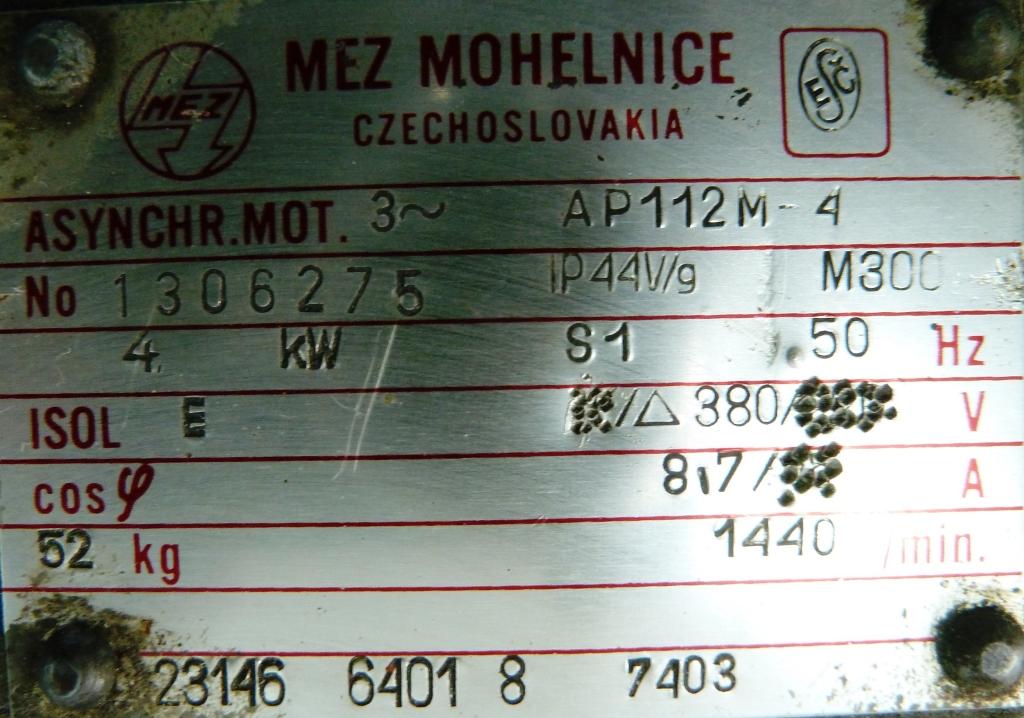 MEZ
MEZ MOHELNICE
CZECHOSLOVAKIA
ESČ
ASYNCHR.MOT. 3~ AP112M-4
No 1306275 IP44V/g M300
4 kW S1 50 Hz
ISOL E /△ 380/ V
cos φ 8,7/ A
52 kg 1440 /min.
23146 6401 8 7403